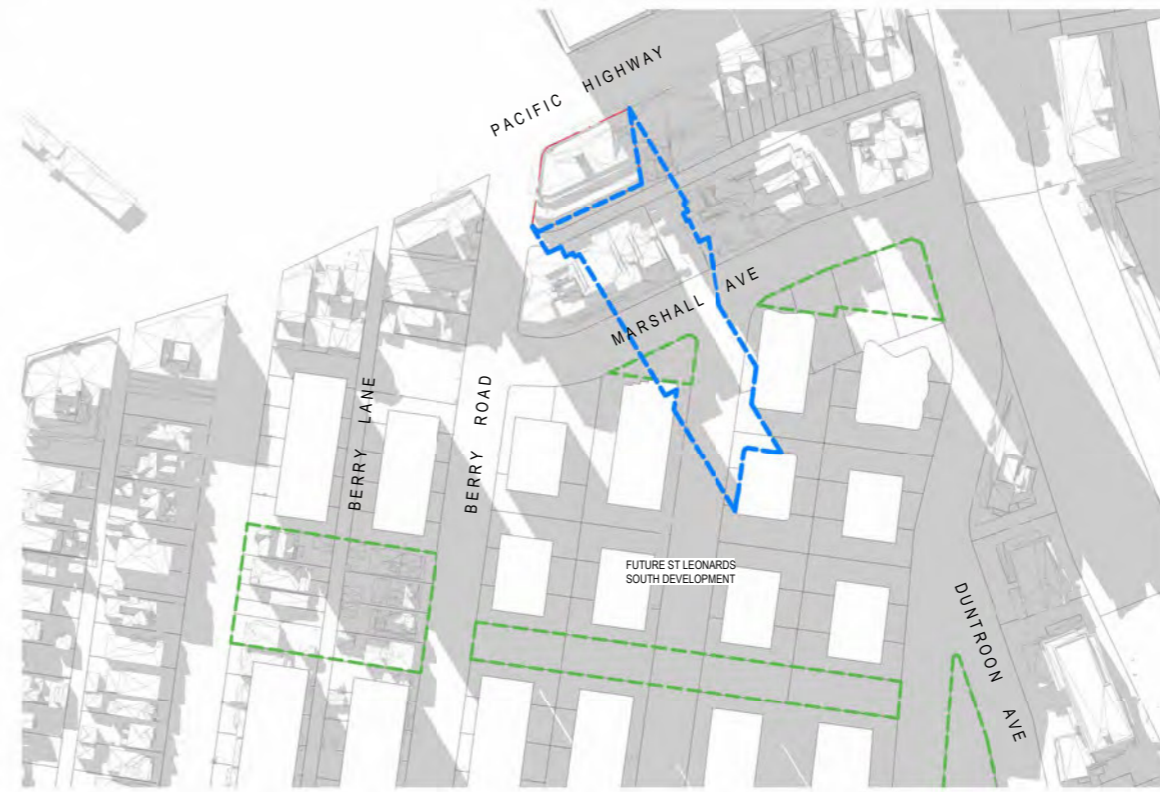 PACIFIC HIGHWAY
MARSHALL AVE
BERRY LANE
BERRY ROAD
FUTURE ST LEONARDS
SOUTH DEVELOPMENT
DUNTROON AVE